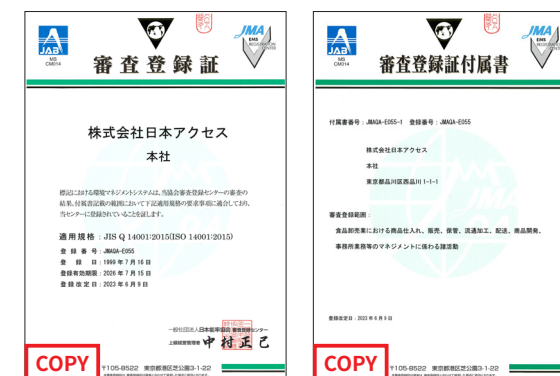 JAB
MS
CM014
JMA
EMS
REGISTRATION
CENTER
審査登録証
株式会社日本アクセス
本社
標記における環境マネジメントシステムは、当協会審査登録センターの審査の
結果、付属書記載の範囲において下記適用規格の要求事項に適合しており、
当センターに登録されていることを証します。
適用規格:JIS Q 14001:2015(ISO 14001:2015)
登録番号:JMAQA-E055
登録日:1999年7月16日
登録有効期限:2026年7月15日
登録改定日:2023年6月9日
一般社団法人日本能率協会 審査登録センター
上級経営管理者 中村正己
COPY
〒105-8522 東京都港区芝公園3-1-22
JAB
MS
CM014
JMA
EMS
審査登録証付属書
付属書番号:JMAQA-E055-1 登録番号:JMAQA-E055
株式会社日本アクセス
本社
東京都品川区西品川1-1-1
審査登録範囲:
食品卸売業における商品仕入れ、販売、保管、流通加工、配送、商品開発、
事務所業務等のマネジメントに係わる諸活動
登録改定日:2023年6月9日
COPY
〒105-8522 東京都港区芝公園3-1-22